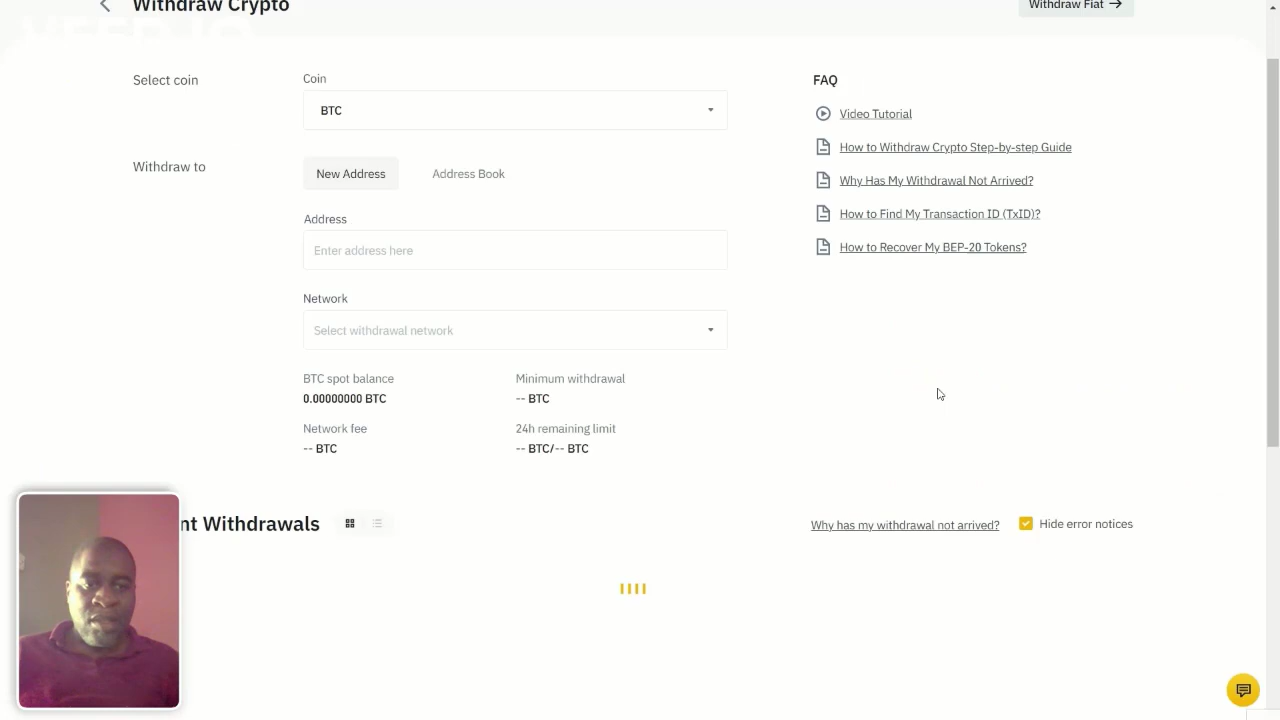 Withdraw Crypto
Withdraw Fiat →
Select coin
Coin
BTC
Withdraw to
New Address
Address Book
Address
Enter address here
Network
Select withdrawal network
BTC spot balance
Minimum withdrawal
0.00000000 BTC
-- BTC
Network fee
24h remaining limit
-- BTC
-- BTC/-- BTC
FAQ
Video Tutorial
How to Withdraw Crypto Step-by-step Guide
Why Has My Withdrawal Not Arrived?
How to Find My Transaction ID (TxID)?
How to Recover My BEP-20 Tokens?
nt Withdrawals
Why has my withdrawal not arrived?
Hide error notices